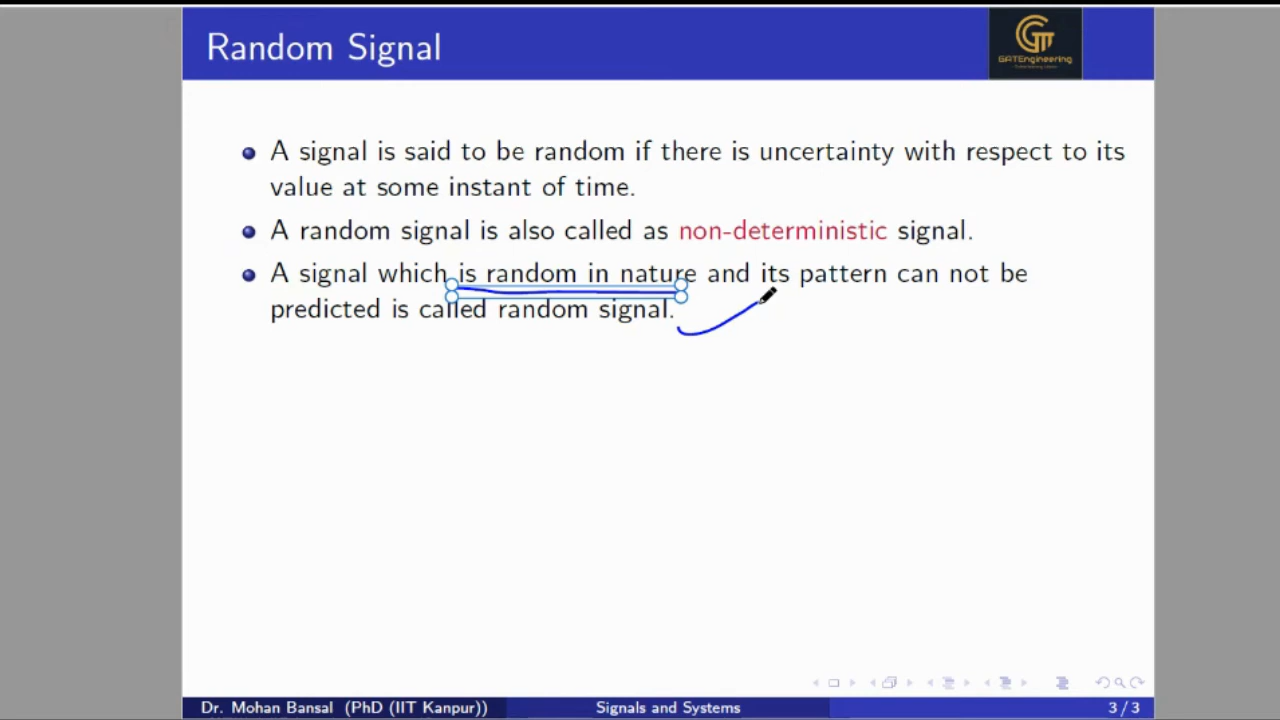 Random Signal
GATEngineering
A signal is said to be random if there is uncertainty with respect to its
value at some instant of time.
A random signal is also called as non-deterministic signal.
A signal which is random in nature and its pattern can not be
predicted is called random signal.
Dr. Mohan Bansal (PhD (IIT Kanpur)) Signals and Systems 3 / 3